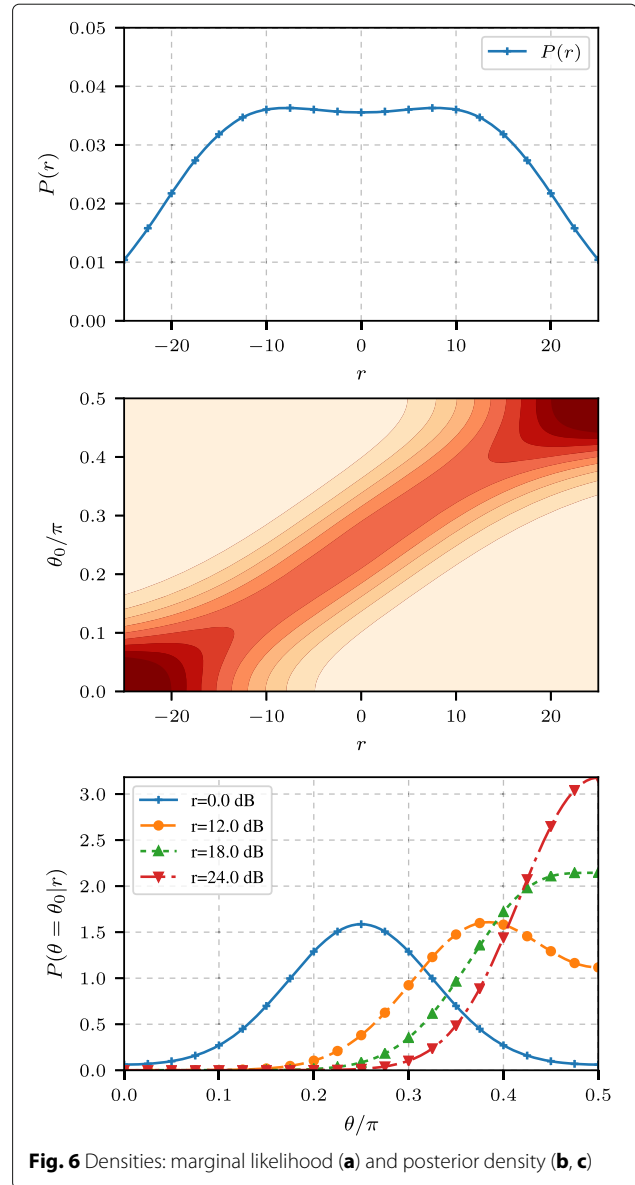 0.05
P(r)
0.04
0.03
P(r)
0.02
0.01
0.00
−20 −10 0 10 20
r
0.5
0.4
0.3
θ₀/π
0.2
0.1
0.0
−20 −10 0 10 20
r
3.0
r=0.0 dB
r=12.0 dB
2.5
r=18.0 dB
r=24.0 dB
2.0
P(θ = θ₀|r)
1.5
1.0
0.5
0.0
0.0 0.1 0.2 0.3 0.4 0.5
θ/π
Fig. 6 Densities: marginal likelihood (a) and posterior density (b, c)